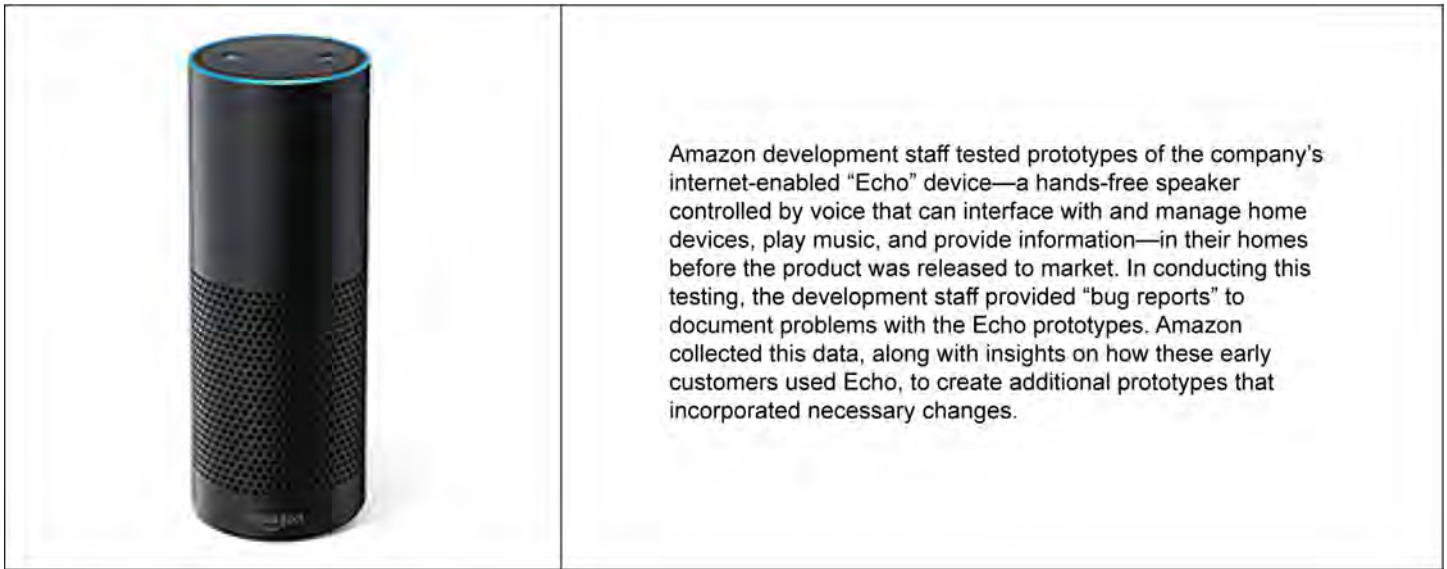 Amazon development staff tested prototypes of the company's
internet-enabled “Echo” device—a hands-free speaker
controlled by voice that can interface with and manage home
devices, play music, and provide information—in their homes
before the product was released to market. In conducting this
testing, the development staff provided “bug reports” to
document problems with the Echo prototypes. Amazon
collected this data, along with insights on how these early
customers used Echo, to create additional prototypes that
incorporated necessary changes.